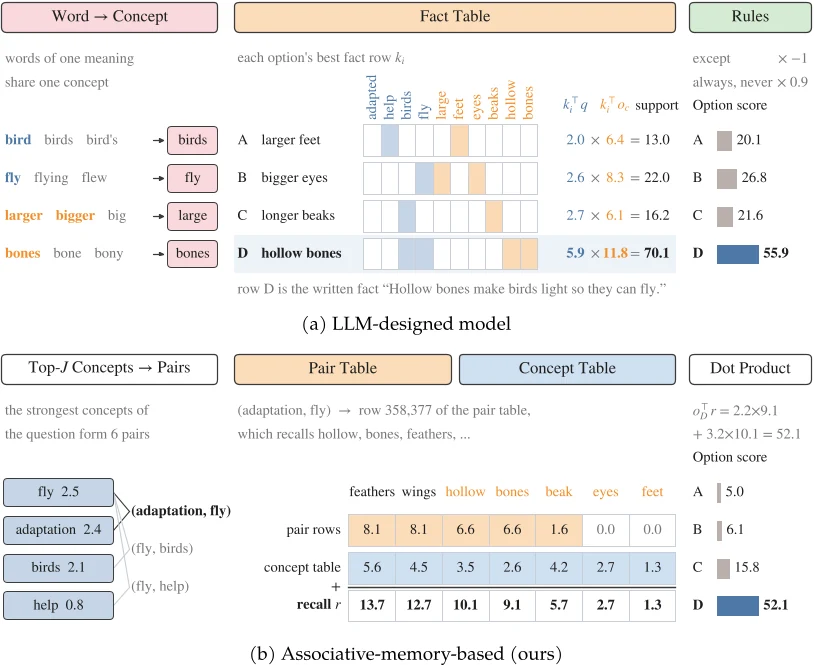 Word → Concept
Fact Table
Rules
words of one meaning
share one concept
each option's best fact row kᵢ
except × −1
always, never × 0.9
Option score
adapted
help
birds
fly
large
feet
eyes
beaks
hollow
bones
kᵢ⊤q kᵢ⊤o꜀ support
bird birds bird's → birds
A larger feet 2.0 × 6.4 = 13.0
A 20.1
fly flying flew → fly
B bigger eyes 2.6 × 8.3 = 22.0
B 26.8
larger bigger big → large
C longer beaks 2.7 × 6.1 = 16.2
C 21.6
bones bone bony → bones
D hollow bones 5.9 × 11.8 = 70.1
D 55.9
row D is the written fact “Hollow bones make birds light so they can fly.”
(a) LLM-designed model
Top-J Concepts → Pairs
Pair Table
Concept Table
Dot Product
the strongest concepts of
the question form 6 pairs
(adaptation, fly) → row 358,377 of the pair table,
which recalls hollow, bones, feathers, ...
o_D⊤r = 2.2×9.1
+ 3.2×10.1 = 52.1
Option score
fly 2.5
adaptation 2.4
birds 2.1
help 0.8
(adaptation, fly)
(fly, birds)
(fly, help)
feathers wings hollow bones beak eyes feet
pair rows 8.1 8.1 6.6 6.6 1.6 0.0 0.0
concept table 5.6 4.5 3.5 2.6 4.2 2.7 1.3
+
recall r 13.7 12.7 10.1 9.1 5.7 2.7 1.3
A 5.0
B 6.1
C 15.8
D 52.1
(b) Associative-memory-based (ours)